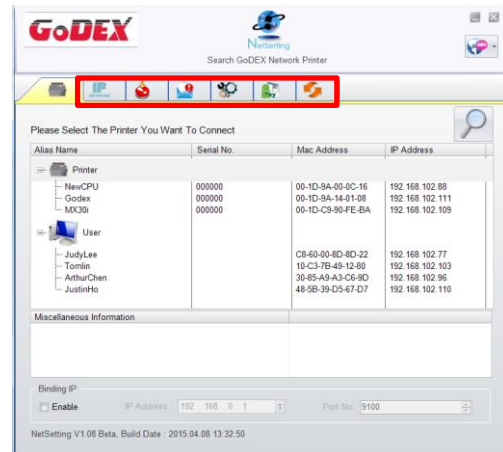 GoDEX
NetSetting
Search GoDEX Network Printer
IP
Please Select The Printer You Want To Connect
Alias Name Serial No. Mac Address IP Address
Printer
NewCPU 000000 00-1D-9A-00-0C-16 192.168.102.88
Godex 000000 00-1D-9A-14-01-08 192.168.102.111
MX30i 000000 00-1D-C9-90-FE-BA 192.168.102.109
User
JudyLee C8-60-00-8D-8D-22 192.168.102.77
Tomlin 10-C3-7B-49-12-80 192.168.102.103
ArthurChen 30-85-A9-A3-C6-9D 192.168.102.96
JustinHo 48-5B-39-D5-67-D7 192.168.102.110
Miscellaneous Information
Binding IP
Enable IP Address : 192 . 168 . 0 . 1 Port No: 9100
NetSetting V1.08 Beta, Build Date : 2015.04.08 13:32:50